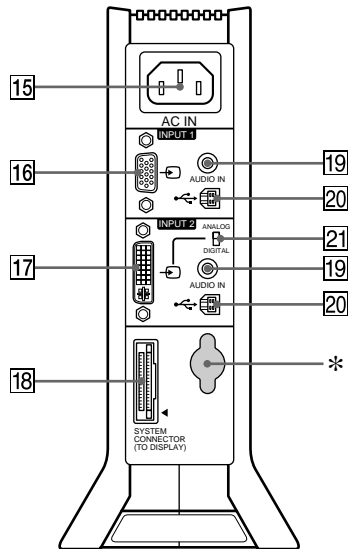 15
AC IN
INPUT 1
16
19
AUDIO IN
20
INPUT 2
ANALOG
21
DIGITAL
17
19
AUDIO IN
20
18
*
SYSTEM
CONNECTOR
(TO DISPLAY)